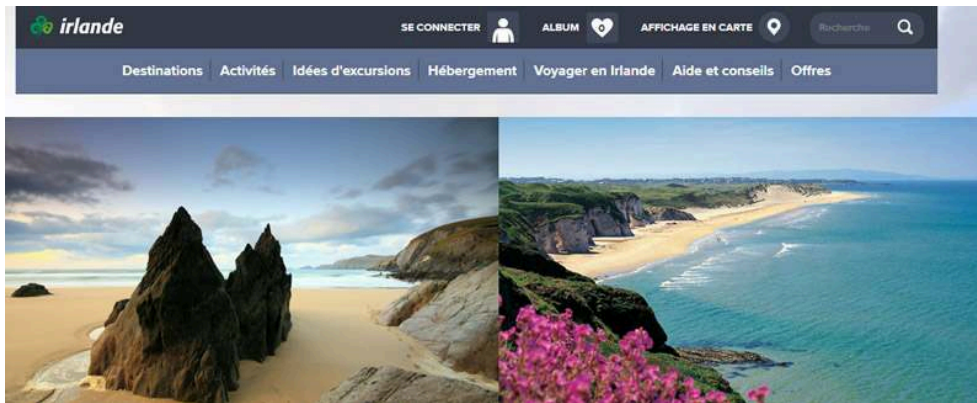 irlande SE CONNECTER ALBUM 0 AFFICHAGE EN CARTE Recherche
Destinations Activités Idées d'excursions Hébergement Voyager en Irlande Aide et conseils Offres